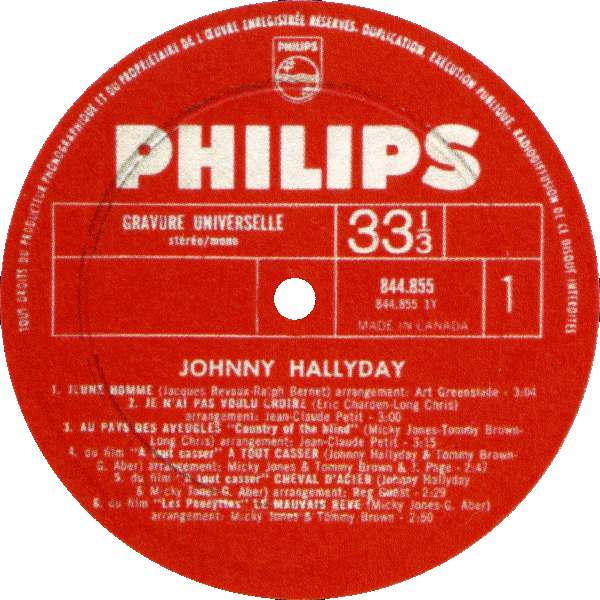 TOUS DROITS DU PRODUCTEUR PHONOGRAPHIQUE ET DU PROPRIÉTAIRE DE L'ŒUVRE ENREGISTRÉE RÉSERVÉS. DUPLICATION, EXÉCUTION PUBLIQUE, RADIODIFFUSION DE CE DISQUE INTERDITES
PHILIPS
PHILIPS
GRAVURE UNIVERSELLE
stéréo/mono
33 1/3
844.855
844.855 1Y
MADE IN CANADA
1
JOHNNY HALLYDAY
1. JEUNE HOMME (Jacques Revaux-Ralph Bernet) arrangement: Art Greenslade - 3:04
2. JE N'AI PAS VOULU CROIRE (Eric Charden-Long Chris)
arrangement: Jean-Claude Petit - 3:00
3. AU PAYS DES AVEUGLES "Country of the blind" (Micky Jones-Tommy Brown-
Long Chris) arrangement: Jean-Claude Petit - 3:15
4. du film "A tout casser" A TOUT CASSER (Johnny Hallyday & Tommy Brown-
G. Aber) arrangement: Micky Jones & Tommy Brown & J. Page - 2:47
5. du film "A tout casser" CHEVAL D'ACIER (Johnny Hallyday
& Micky Jones-G. Aber) arrangement: Reg Guest - 2:29
6. du film "Les Poneyttes" LE MAUVAIS REVE (Micky Jones-G. Aber)
arrangement: Micky Jones & Tommy Brown - 2:50